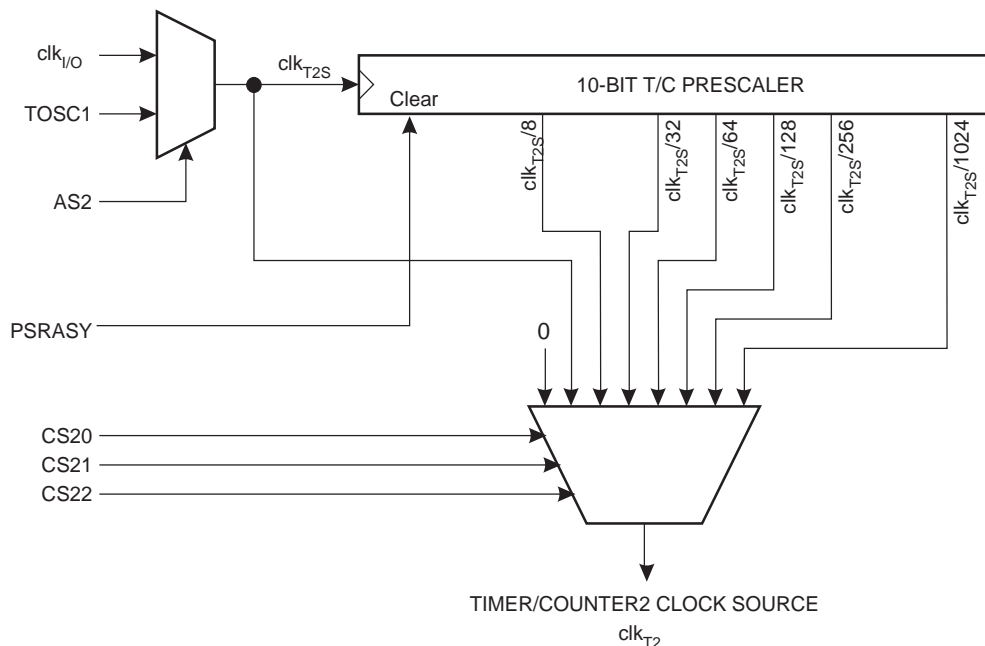 clkI/O
clkT2S
10-BIT T/C PRESCALER
TOSC1
Clear
clkT2S/8
clkT2S/32
clkT2S/64
clkT2S/128
clkT2S/256
clkT2S/1024
AS2
PSRASY
0
CS20
CS21
CS22
TIMER/COUNTER2 CLOCK SOURCE
clkT2